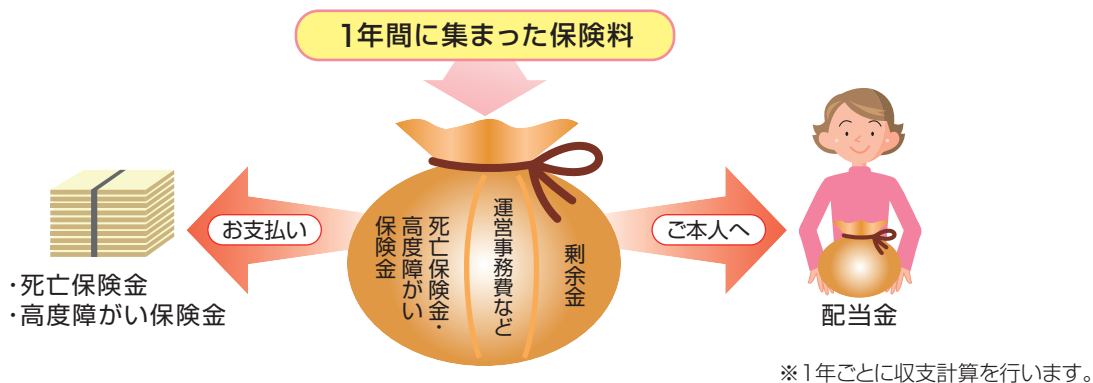 1年間に集まった保険料
お支払い
死亡保険金・
高度障がい
保険金
運営事務費など
剰余金
ご本人へ
・死亡保険金
・高度障がい保険金
配当金
※1年ごとに収支計算を行います。